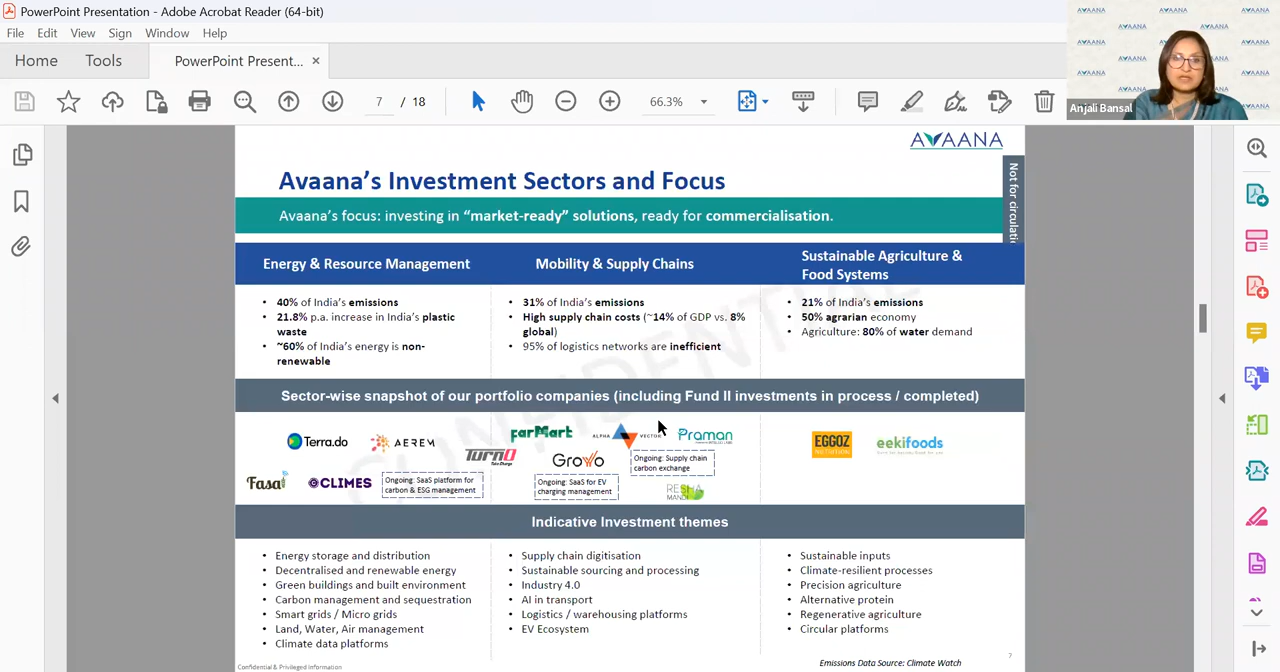 PowerPoint Presentation - Adobe Acrobat Reader (64-bit)
File Edit View Sign Window Help
Home Tools PowerPoint Present... ×
7 / 18 66.3%
Anjali Bansal
AVAANA
Not for circulati
Avaana's Investment Sectors and Focus
Avaana's focus: investing in “market-ready” solutions, ready for commercialisation.
Energy & Resource Management
• 40% of India's emissions
• 21.8% p.a. increase in India's plastic
waste
• ~60% of India's energy is non-
renewable
Mobility & Supply Chains
• 31% of India's emissions
• High supply chain costs (~14% of GDP vs. 8%
global)
• 95% of logistics networks are inefficient
Sustainable Agriculture &
Food Systems
• 21% of India's emissions
• 50% agrarian economy
• Agriculture: 80% of water demand
CONFIDENTIAL
Sector-wise snapshot of our portfolio companies (including Fund II investments in process / completed)
Terra.do
AEREM
Fasal
CLIMES
Ongoing: SaaS platform for
carbon & ESG management
farMart
ALPHA VECTOR
Praman
TurnO
GroVVo
Ongoing: Supply chain
carbon exchange
Ongoing: SaaS for EV
charging management
RESHA
MANDI
EGGOZ
eekifoods
Indicative Investment themes
• Energy storage and distribution
• Decentralised and renewable energy
• Green buildings and built environment
• Carbon management and sequestration
• Smart grids / Micro grids
• Land, Water, Air management
• Climate data platforms
• Supply chain digitisation
• Sustainable sourcing and processing
• Industry 4.0
• AI in transport
• Logistics / warehousing platforms
• EV Ecosystem
• Sustainable inputs
• Climate-resilient processes
• Precision agriculture
• Alternative protein
• Regenerative agriculture
• Circular platforms
Confidential & Privileged Information
Emissions Data Source: Climate Watch
7